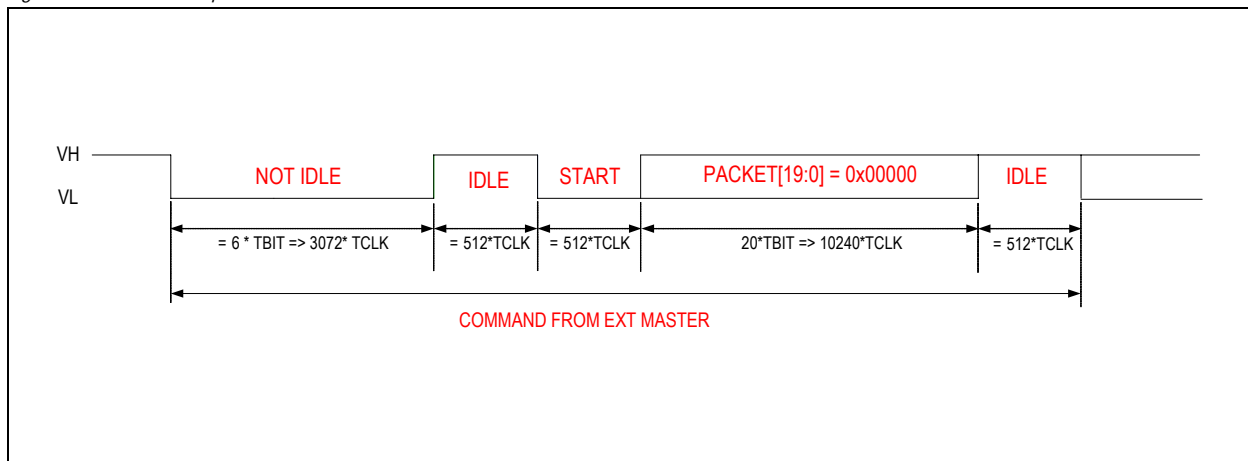 VH
VL
NOT IDLE
IDLE
START
PACKET[19:0] = 0x00000
IDLE
= 6 * TBIT => 3072* TCLK
= 512*TCLK
= 512*TCLK
20*TBIT => 10240*TCLK
= 512*TCLK
COMMAND FROM EXT MASTER